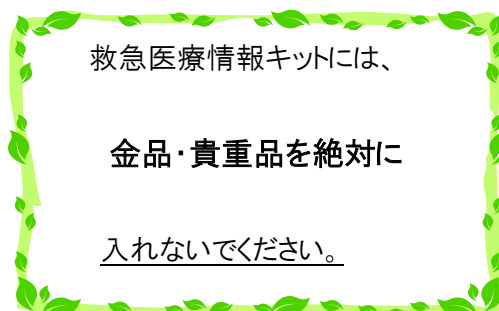 救急医療情報キットには、
金品・貴重品を絶対に
入れないでください。